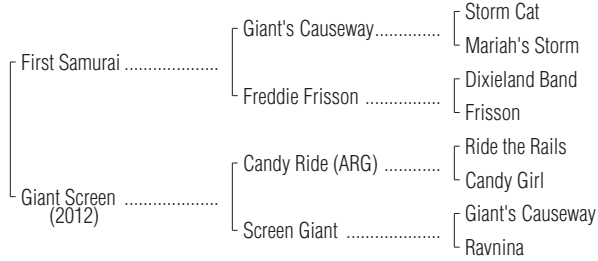 Storm Cat
Giant's Causeway..............
Mariah's Storm
First Samurai ....................
Dixieland Band
Freddie Frisson ................
Frisson
Ride the Rails
Candy Ride (ARG) ............
Candy Girl
Giant Screen ....................
(2012)
Giant's Causeway
Screen Giant ....................
Ravnina